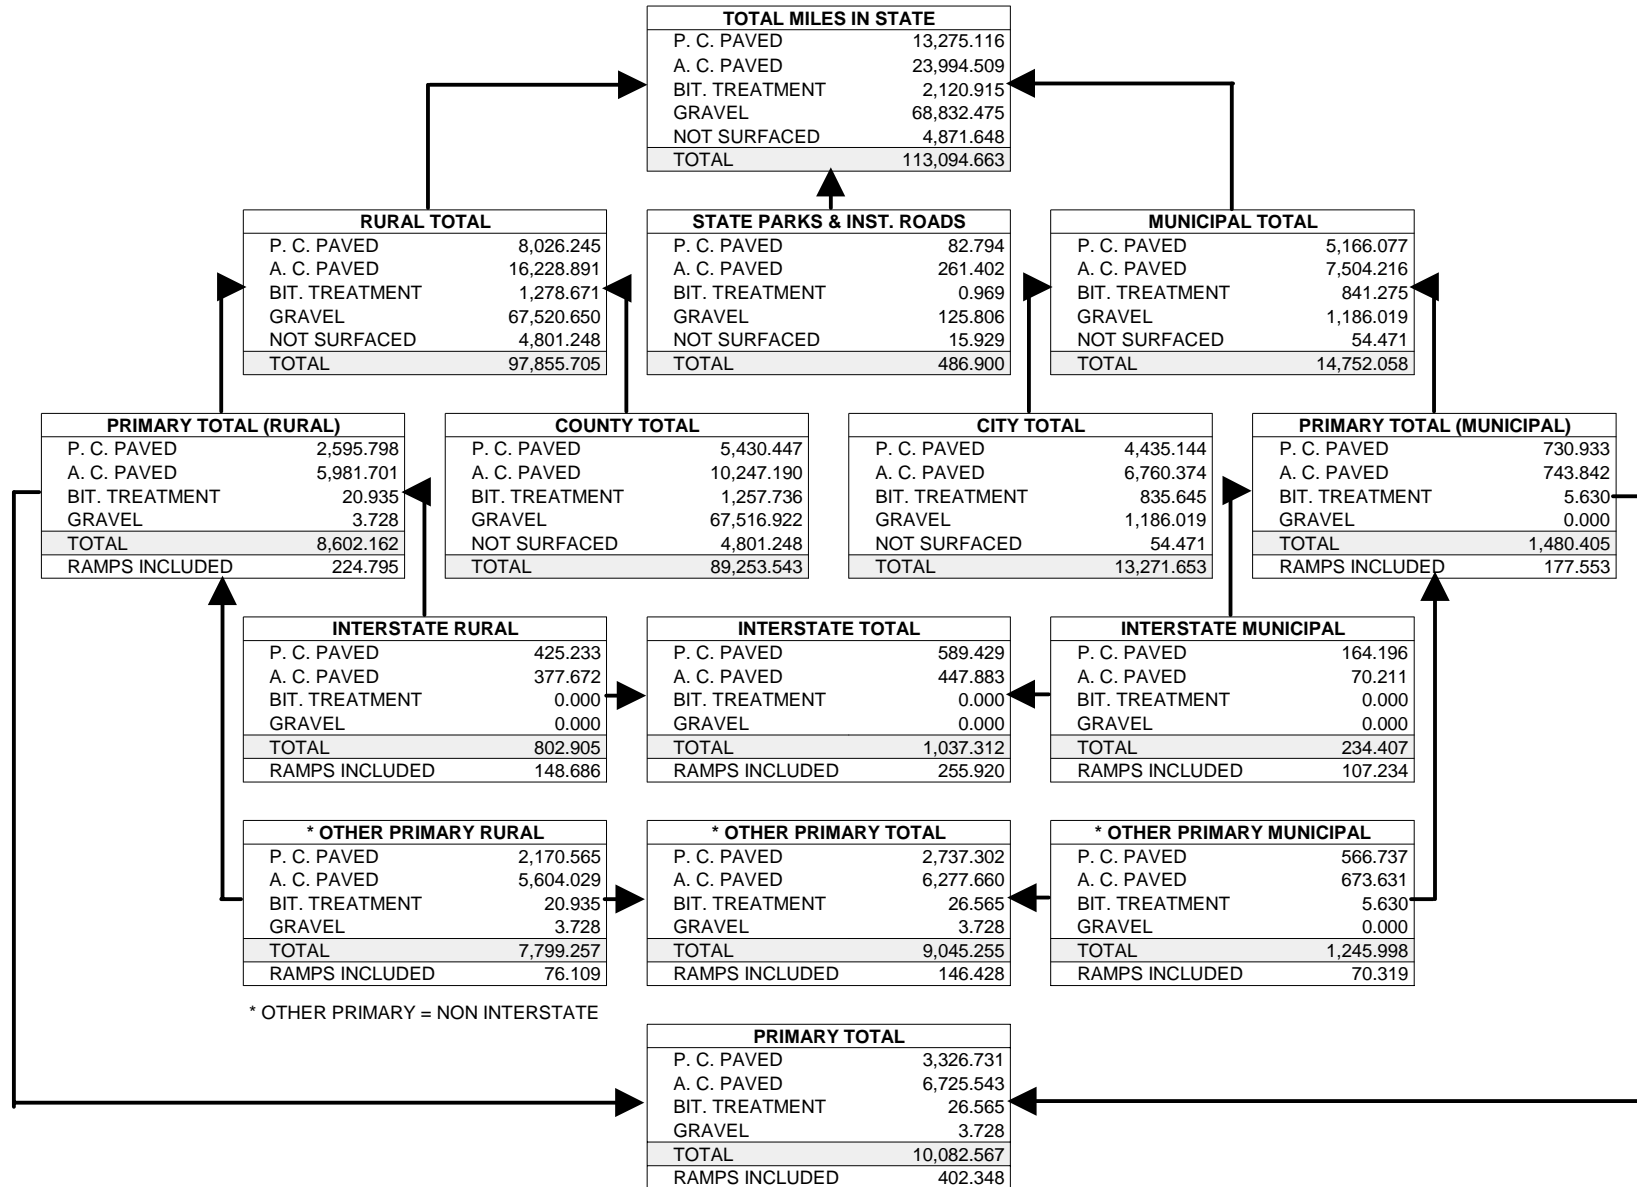 TOTAL MILES IN STATE
P. C. PAVED 13,275.116
A. C. PAVED 23,994.509
BIT. TREATMENT 2,120.915
GRAVEL 68,832.475
NOT SURFACED 4,871.648
TOTAL 113,094.663
RURAL TOTAL
P. C. PAVED 8,026.245
A. C. PAVED 16,228.891
BIT. TREATMENT 1,278.671
GRAVEL 67,520.650
NOT SURFACED 4,801.248
TOTAL 97,855.705
STATE PARKS & INST. ROADS
P. C. PAVED 82.794
A. C. PAVED 261.402
BIT. TREATMENT 0.969
GRAVEL 125.806
NOT SURFACED 15.929
TOTAL 486.900
MUNICIPAL TOTAL
P. C. PAVED 5,166.077
A. C. PAVED 7,504.216
BIT. TREATMENT 841.275
GRAVEL 1,186.019
NOT SURFACED 54.471
TOTAL 14,752.058
PRIMARY TOTAL (RURAL)
P. C. PAVED 2,595.798
A. C. PAVED 5,981.701
BIT. TREATMENT 20.935
GRAVEL 3.728
TOTAL 8,602.162
RAMPS INCLUDED 224.795
COUNTY TOTAL
P. C. PAVED 5,430.447
A. C. PAVED 10,247.190
BIT. TREATMENT 1,257.736
GRAVEL 67,516.922
NOT SURFACED 4,801.248
TOTAL 89,253.543
CITY TOTAL
P. C. PAVED 4,435.144
A. C. PAVED 6,760.374
BIT. TREATMENT 835.645
GRAVEL 1,186.019
NOT SURFACED 54.471
TOTAL 13,271.653
PRIMARY TOTAL (MUNICIPAL)
P. C. PAVED 730.933
A. C. PAVED 743.842
BIT. TREATMENT 5.630
GRAVEL 0.000
TOTAL 1,480.405
RAMPS INCLUDED 177.553
INTERSTATE RURAL
P. C. PAVED 425.233
A. C. PAVED 377.672
BIT. TREATMENT 0.000
GRAVEL 0.000
TOTAL 802.905
RAMPS INCLUDED 148.686
INTERSTATE TOTAL
P. C. PAVED 589.429
A. C. PAVED 447.883
BIT. TREATMENT 0.000
GRAVEL 0.000
TOTAL 1,037.312
RAMPS INCLUDED 255.920
INTERSTATE MUNICIPAL
P. C. PAVED 164.196
A. C. PAVED 70.211
BIT. TREATMENT 0.000
GRAVEL 0.000
TOTAL 234.407
RAMPS INCLUDED 107.234
* OTHER PRIMARY RURAL
P. C. PAVED 2,170.565
A. C. PAVED 5,604.029
BIT. TREATMENT 20.935
GRAVEL 3.728
TOTAL 7,799.257
RAMPS INCLUDED 76.109
* OTHER PRIMARY TOTAL
P. C. PAVED 2,737.302
A. C. PAVED 6,277.660
BIT. TREATMENT 26.565
GRAVEL 3.728
TOTAL 9,045.255
RAMPS INCLUDED 146.428
* OTHER PRIMARY MUNICIPAL
P. C. PAVED 566.737
A. C. PAVED 673.631
BIT. TREATMENT 5.630
GRAVEL 0.000
TOTAL 1,245.998
RAMPS INCLUDED 70.319
* OTHER PRIMARY = NON INTERSTATE
PRIMARY TOTAL
P. C. PAVED 3,326.731
A. C. PAVED 6,725.543
BIT. TREATMENT 26.565
GRAVEL 3.728
TOTAL 10,082.567
RAMPS INCLUDED 402.348